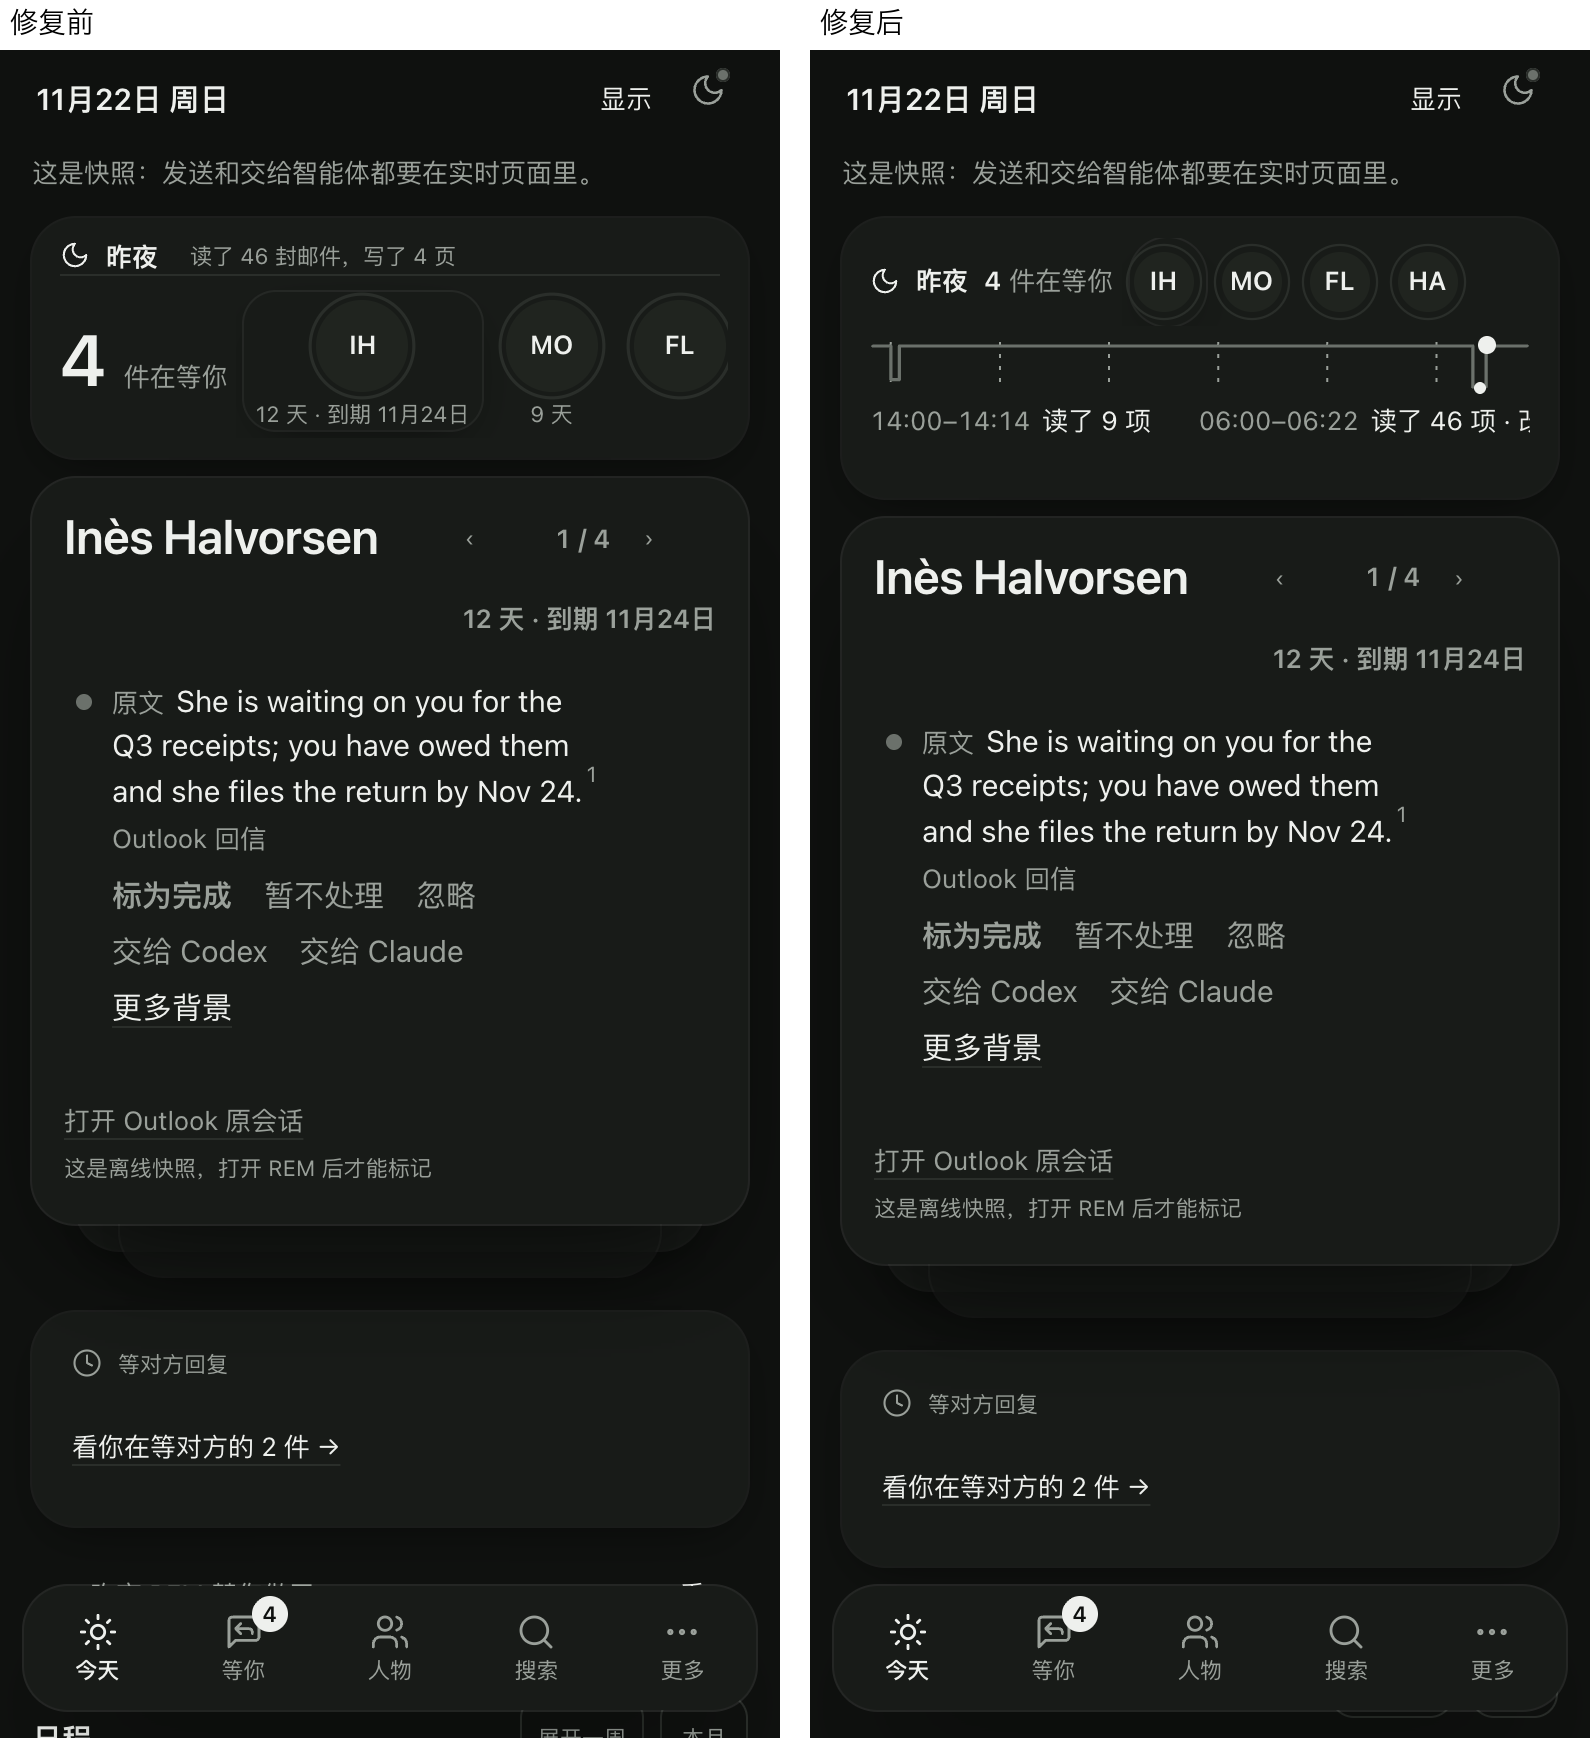 修复前
11月22日 周日
显示
这是快照：发送和交给智能体都要在实时页面里。
昨夜 读了 46 封邮件，写了 4 页
4 件在等你
IH
MO
FL
12 天 · 到期 11月24日
9 天
Inès Halvorsen
‹ 1 / 4 ›
12 天 · 到期 11月24日
原文 She is waiting on you for the
Q3 receipts; you have owed them
and she files the return by Nov 24. 1
Outlook 回信
标为完成 暂不处理 忽略
交给 Codex 交给 Claude
更多背景
打开 Outlook 原会话
这是离线快照，打开 REM 后才能标记
等对方回复
看你在等对方的 2 件 →
4
今天 等你 人物 搜索 更多
日程 展开一周 本月
修复后
11月22日 周日
显示
这是快照：发送和交给智能体都要在实时页面里。
昨夜 4 件在等你 IH MO FL HA
14:00–14:14 读了 9 项 06:00–06:22 读了 46 项 ·
Inès Halvorsen
‹ 1 / 4 ›
12 天 · 到期 11月24日
原文 She is waiting on you for the
Q3 receipts; you have owed them
and she files the return by Nov 24. 1
Outlook 回信
标为完成 暂不处理 忽略
交给 Codex 交给 Claude
更多背景
打开 Outlook 原会话
这是离线快照，打开 REM 后才能标记
等对方回复
看你在等对方的 2 件 →
4
今天 等你 人物 搜索 更多